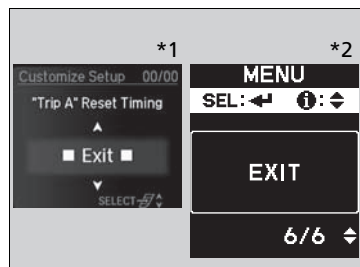 *1
Customize Setup 00/00
"Trip A" Reset Timing
■ Exit ■
SELECT
*2
MENU
SEL: ℹ:
EXIT
6/6